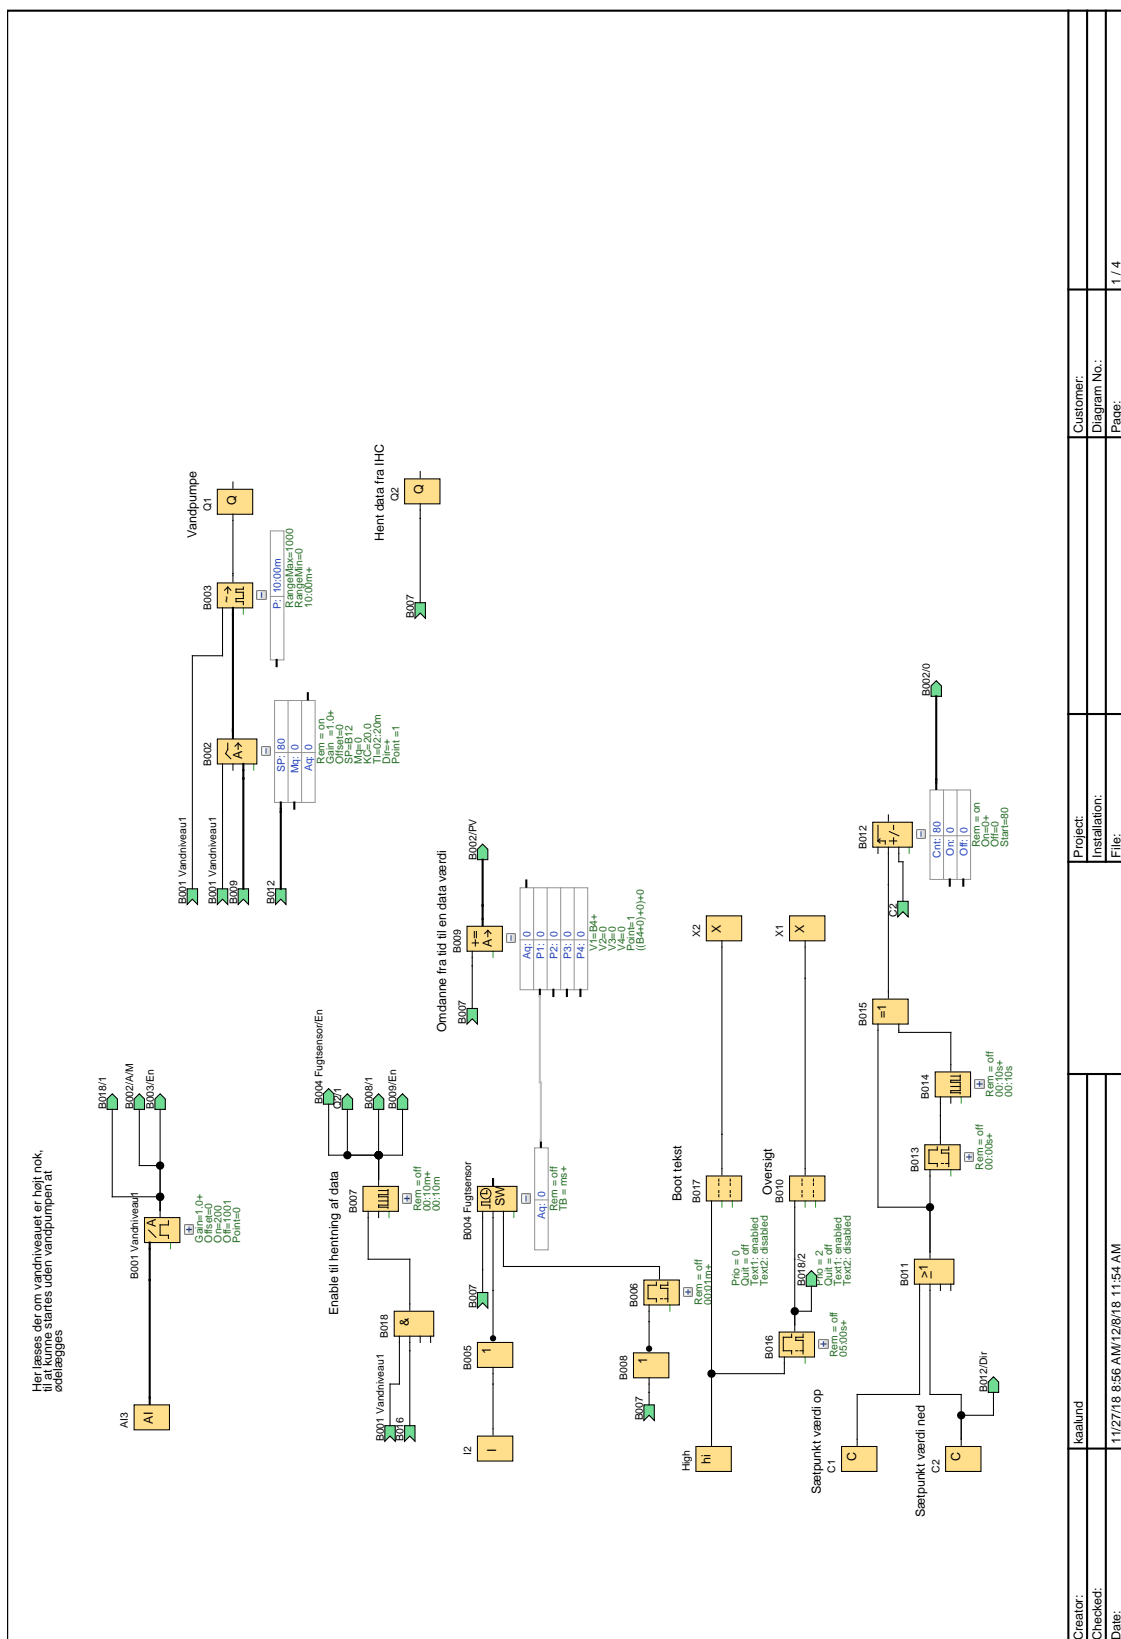 Her læses der om vandniveauet er højt nok,
til at kunne startes uden vandpumpen at
ødelægges
AI3
AI
B001 Vandniveau1
A
Gain=1.0+
Offset=0
On=200
Off=1001
Point=0
B018/1
B002/A/M
B003/En
B001 Vandniveau1
B001 Vandniveau1
B009
B012
B002
A→
SP: 80
Mq: 0
Aq: 0
Rem = on
Gain =1.0+
Offset=0
SP=B12
Mq=0
KC=20.0
TI=02:20m
Dir=+
Point =1
B003
~→
P: 10:00m
RangeMax=1000
RangeMin=0
10:00m+
Vandpumpe
Q1
Q
Enable til hentning af data
B001 Vandniveau1
B016
B018
&
B007
Rem = off
00:10m+
00:10m
B004 Fugtsensor/En
Q2/1
B008/1
B009/En
Hent data fra IHC
B007
Q2
Q
I2
I
B005
1
B007
B004 Fugtsensor
SW
Aq: 0
Rem = off
TB = ms+
Omdanne fra tid til en data værdi
B007
B009
+=
A→
B002/PV
Aq: 0
P1: 0
P2: 0
P3: 0
P4: 0
V1=B4+
V2=0
V3=0
V4=0
Point=1
((B4+0)+0)+0
B007
B008
1
B006
Rem = off
00:01m+
High
hi
Boot tekst
B017
Prio = 0
Quit = off
Text1: enabled
Text2: disabled
X2
X
B016
Rem = off
05:00s+
B018/2
Oversigt
B010
Prio = 2
Quit = off
Text1: enabled
Text2: disabled
X1
X
Sætpunkt værdi op
C1
C
Sætpunkt værdi ned
C2
C
B012/Dir
B011
≥1
B013
Rem = off
00:00s+
B014
Rem = off
00:10s+
00:10s
B015
=1
C2
B012
+/-
Cnt: 80
On: 0
Off: 0
Rem = on
On=0+
Off=0
Start=80
B002/0
Creator:
kaalund
Project:
Customer:
Checked:
Installation:
Diagram No.:
Date:
11/27/18 8:56 AM/12/8/18 11:54 AM
File:
Page:
1 / 4